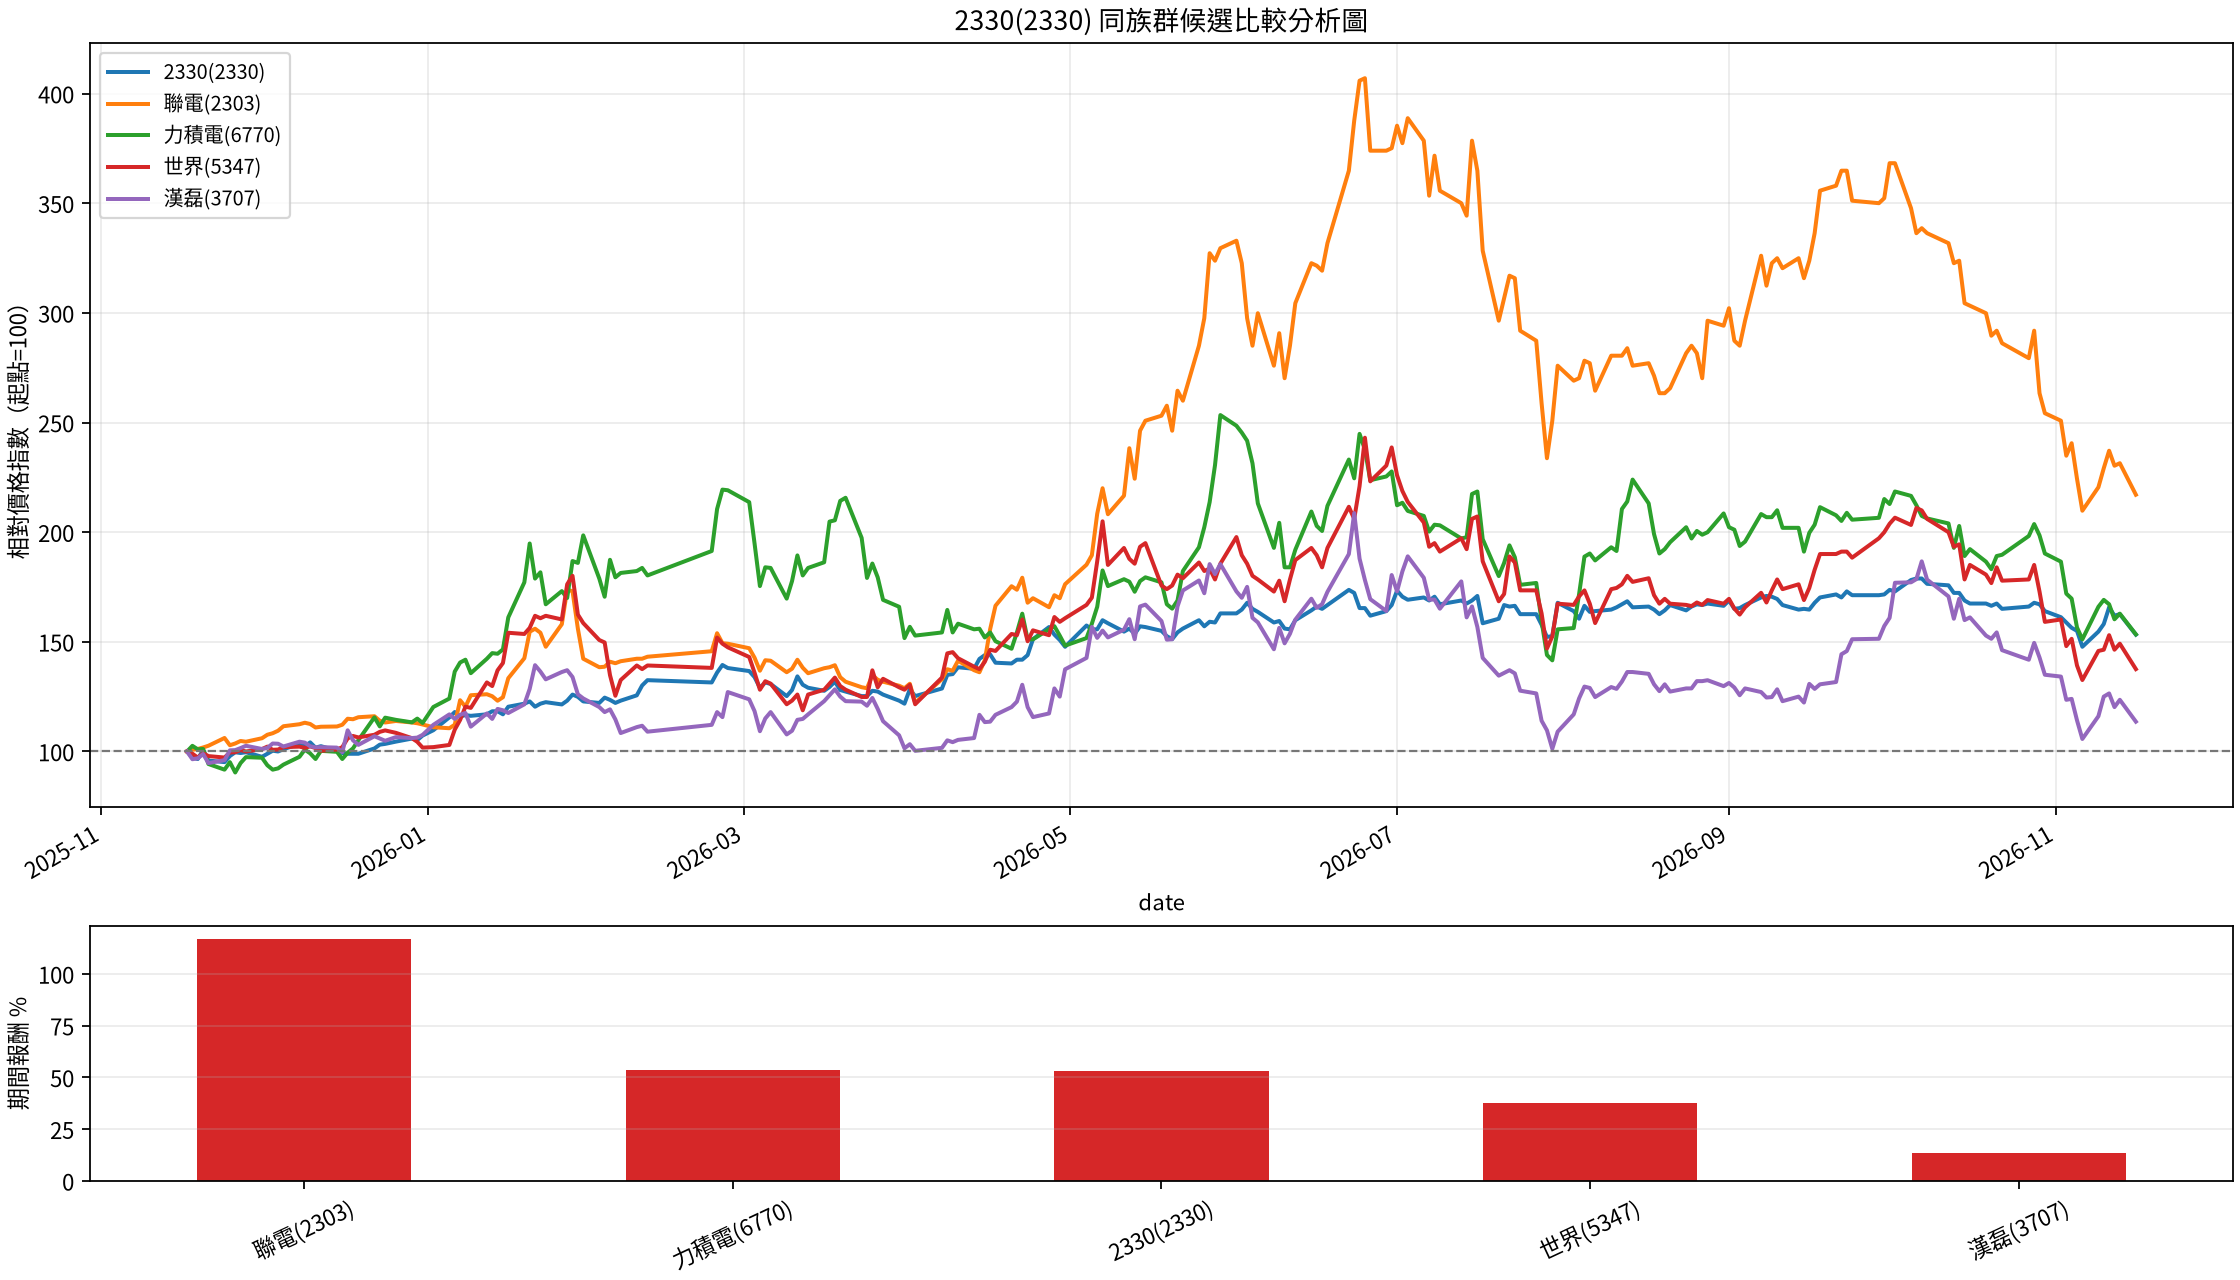 2330(2330) 同族群候選比較分析圖
2330(2330)
聯電(2303)
力積電(6770)
世界(5347)
漢磊(3707)
相對價格指數（起點=100）
400
350
300
250
200
150
100
2025-11
2026-01
2026-03
2026-05
2026-07
2026-09
2026-11
date
期間報酬 %
100
75
50
25
0
聯電(2303)
力積電(6770)
2330(2330)
世界(5347)
漢磊(3707)